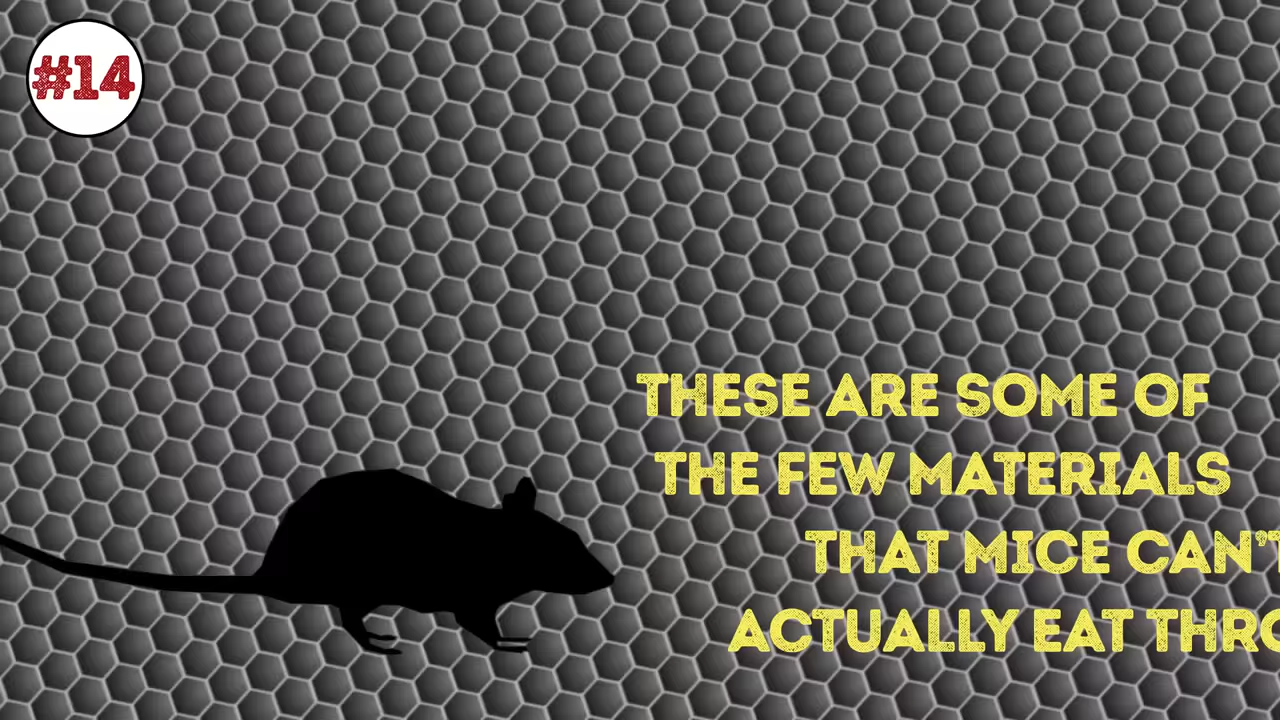 #14
THESE ARE SOME OF
THE FEW MATERIALS
THAT MICE CAN'T
ACTUALLY EAT THRO